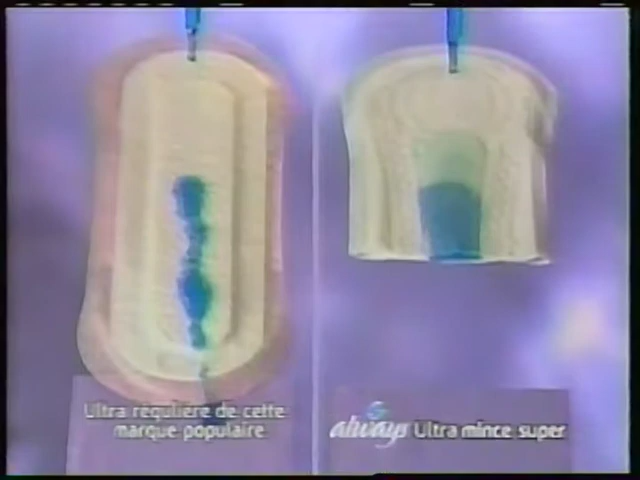 Ultra régulière de cette
marque populaire
always Ultra mince super